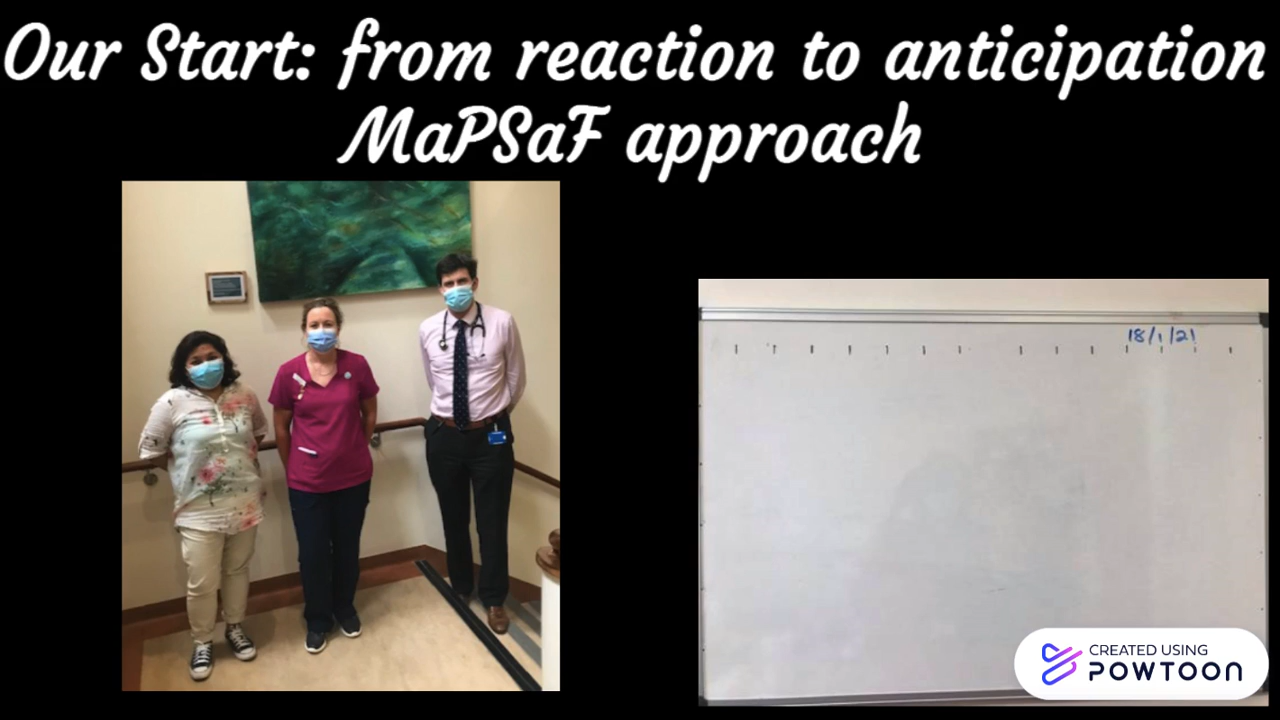 Our Start: from reaction to anticipation
MaPSaF approach
18/1/21
CREATED USING
POWTOON